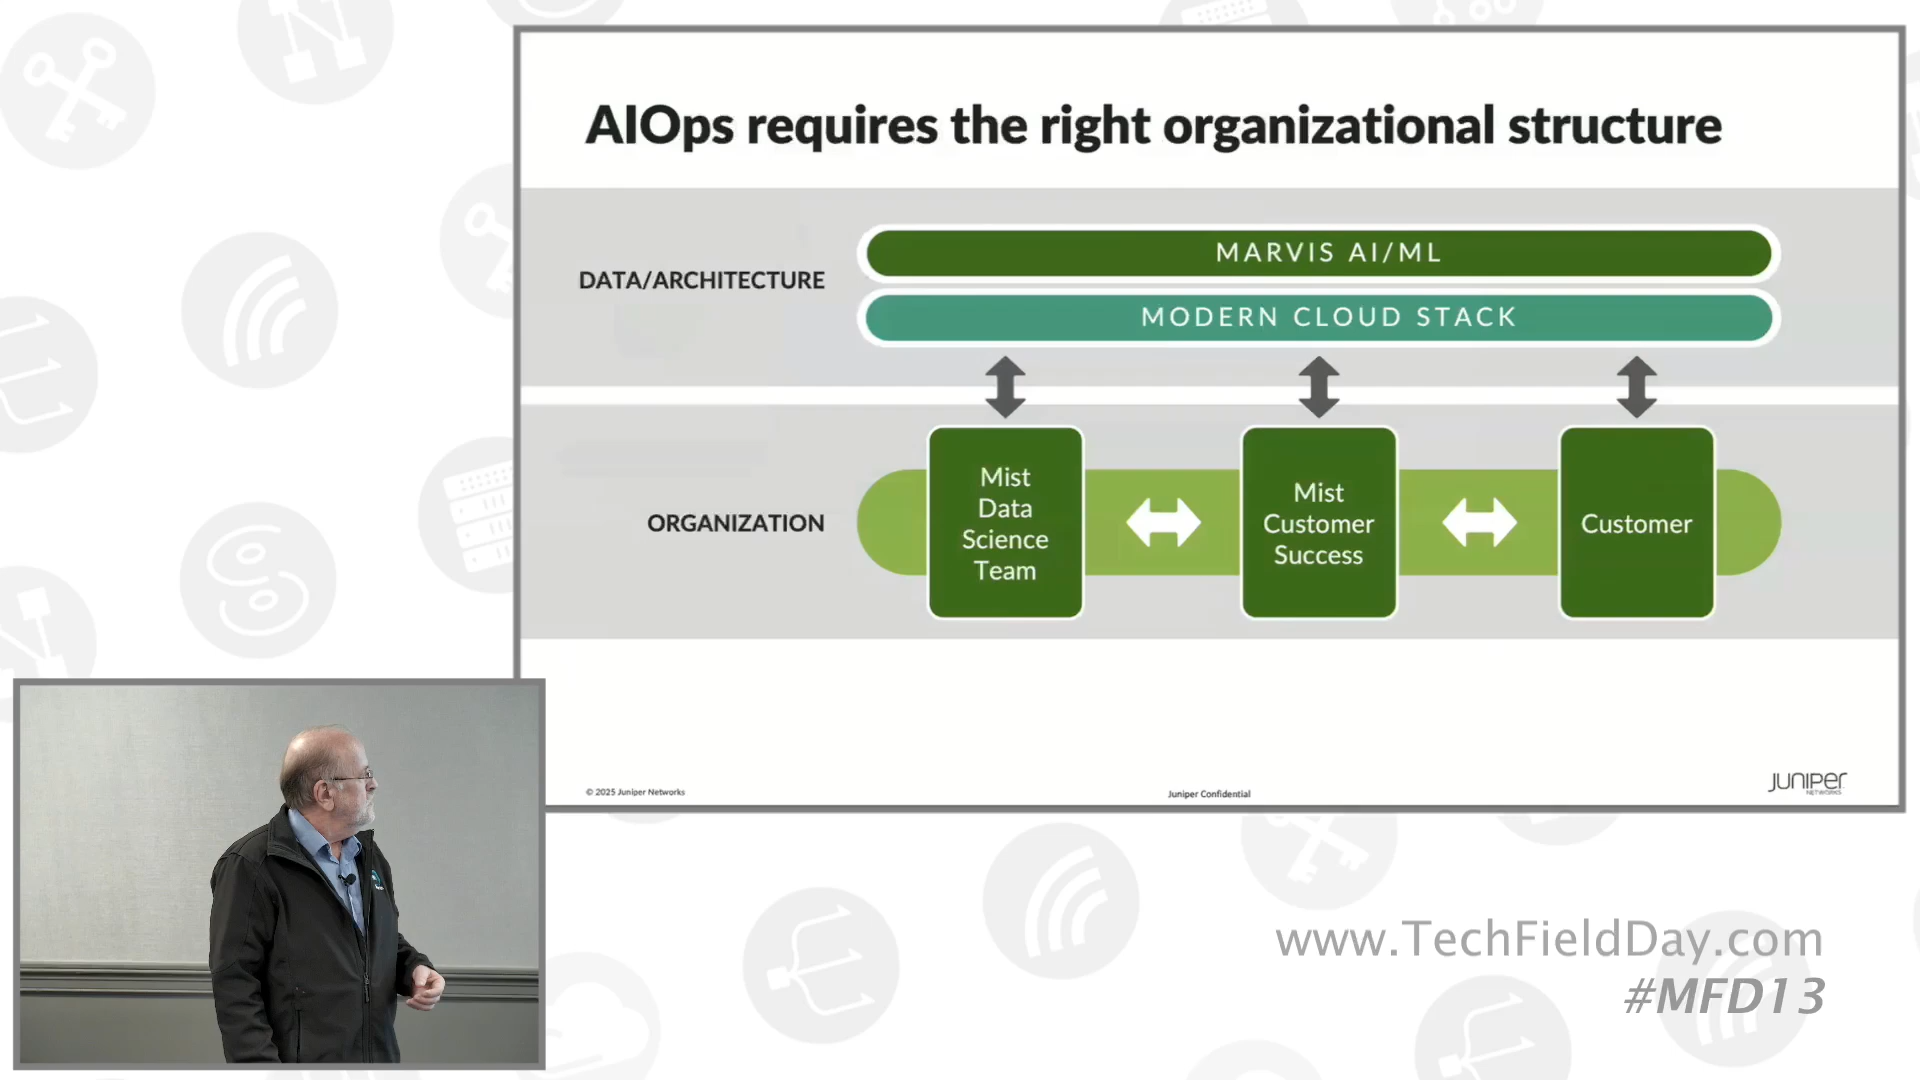 AIOps requires the right organizational structure
DATA/ARCHITECTURE
MARVIS AI/ML
MODERN CLOUD STACK
ORGANIZATION
Mist
Data
Science
Team
Mist
Customer
Success
Customer
© 2025 Juniper Networks
Juniper Confidential
JUNIPER
NETWORKS
www.TechFieldDay.com
#MFD13